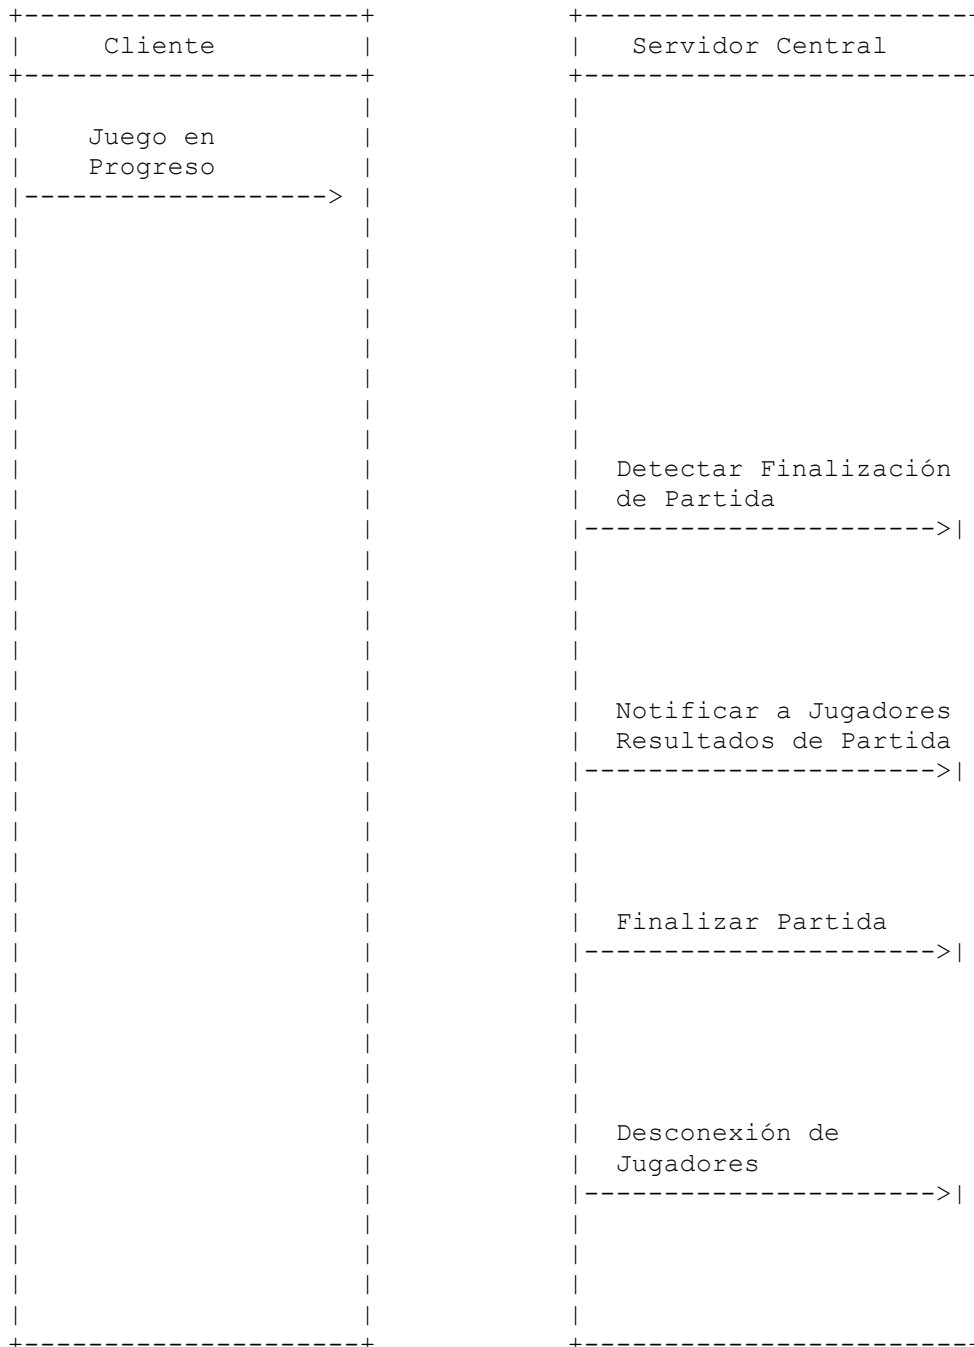 Cliente
Servidor Central
Juego en
Progreso
Detectar Finalización
de Partida
Notificar a Jugadores
Resultados de Partida
Finalizar Partida
Desconexión de
Jugadores